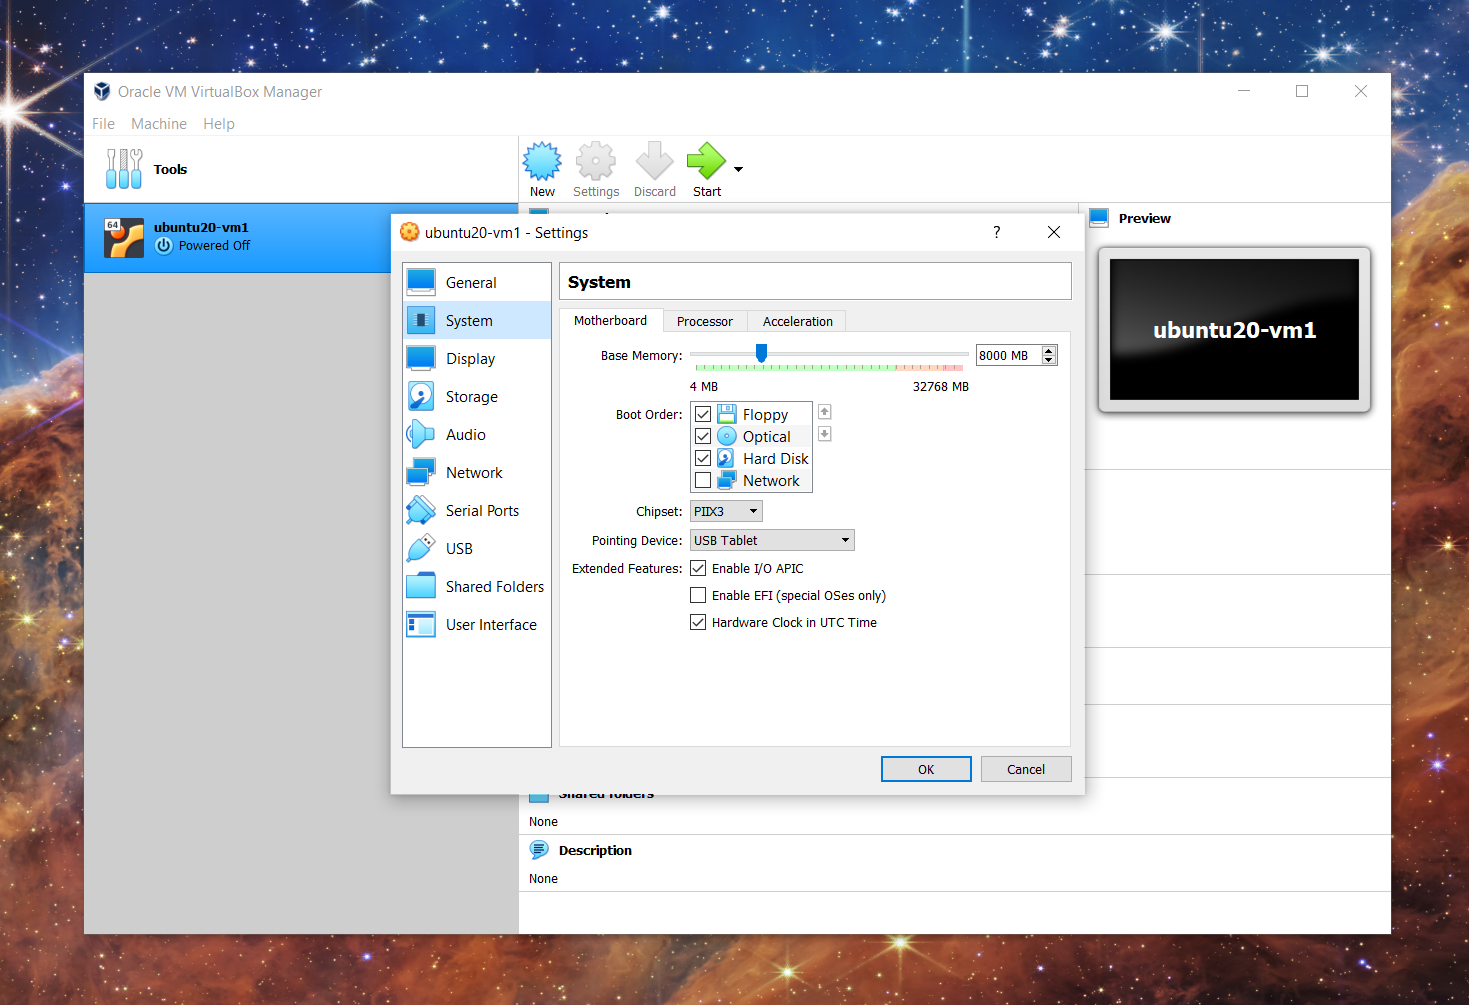 Oracle VM VirtualBox Manager
File Machine Help
Tools
New Settings Discard Start
64
ubuntu20-vm1
Powered Off
Preview
ubuntu20-vm1
ubuntu20-vm1 - Settings
?
General
System
Display
Storage
Audio
Network
Serial Ports
USB
Shared Folders
User Interface
System
Motherboard Processor Acceleration
Base Memory: 8000 MB
4 MB 32768 MB
Boot Order: Floppy
Optical
Hard Disk
Network
Chipset: PIIX3
Pointing Device: USB Tablet
Extended Features: Enable I/O APIC
Enable EFI (special OSes only)
Hardware Clock in UTC Time
OK Cancel
Shared folders
None
Description
None